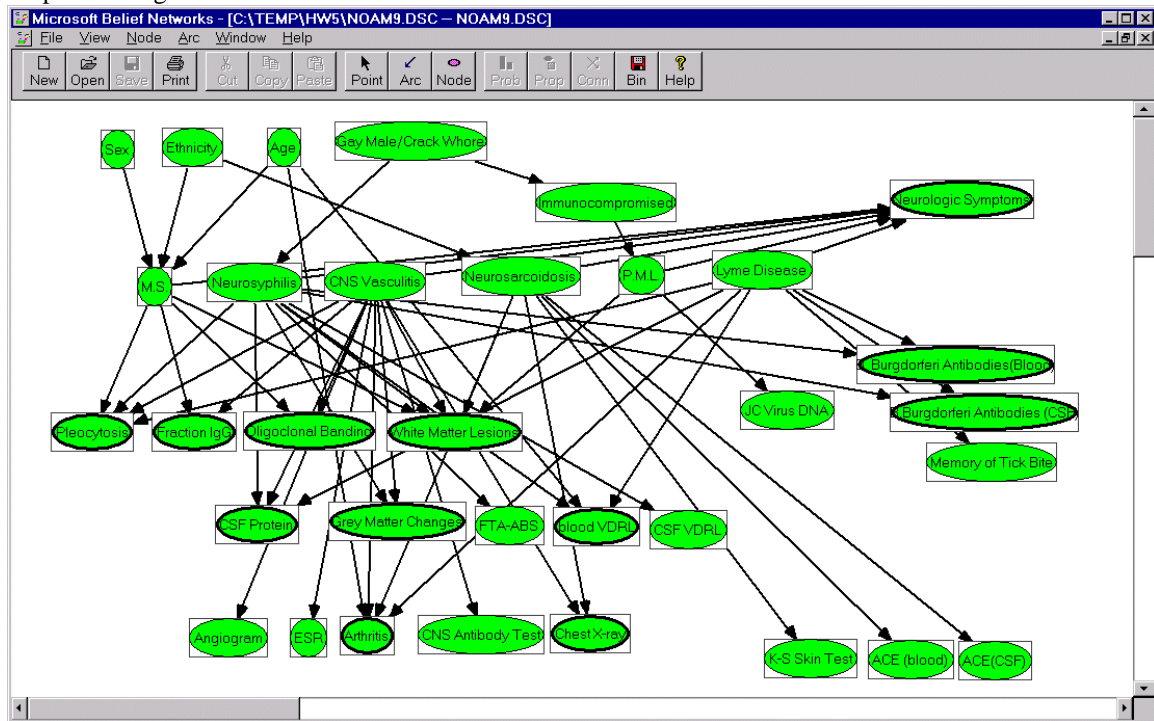 Microsoft Belief Networks - [C:\TEMP\HW5\NOAM9.DSC -- NOAM9.DSC]
File View Node Arc Window Help
New Open Save Print Cut Copy Paste Point Arc Node Prob Prop Conn Bin Help
Sex Ethnicity Age Gay Male/Crack Whore
Immunocompromised Neurologic Symptoms
M.S. Neurosyphilis CNS Vasculitis Neurosarcoidosis P.M.L. Lyme Disease
Burgdorferi Antibodies(Blood
JC Virus DNA Burgdorferi Antibodies (CSF
Pleocytosis Fraction IgG Oligoclonal Banding White Matter Lesions
Memory of Tick Bite
CSF Protein Grey Matter Changes FTA-ABS blood VDRL CSF VDRL
Angiogram ESR Arthritis CNS Antibody Test Chest X-ray
K-S Skin Test ACE (blood) ACE(CSF)